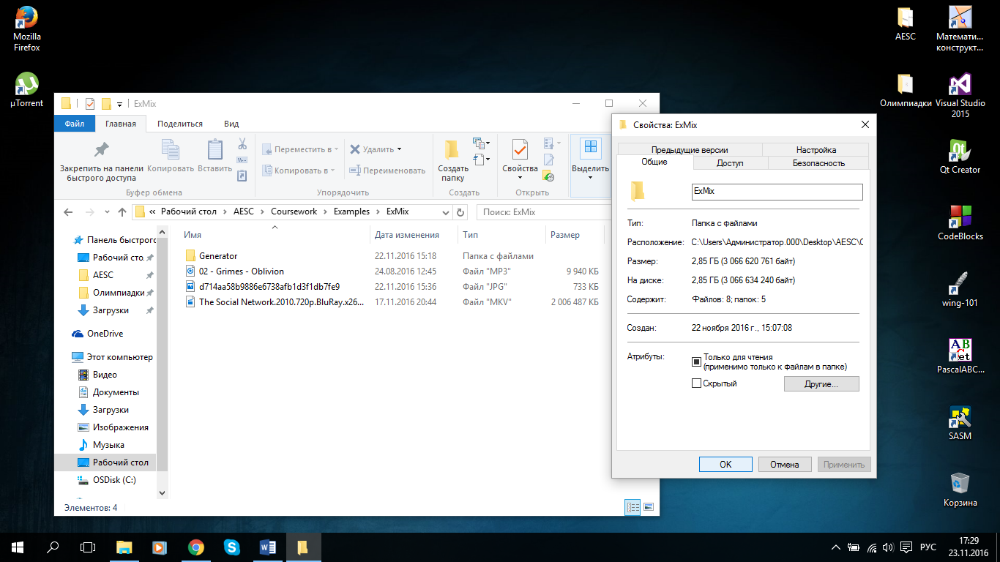 Mozilla
Firefox
µTorrent
AESC
Математи...
конструкт...
Олимпиадки
Visual Studio
2015
Qt Creator
CodeBlocks
wing-101
PascalABC...
SASM
Корзина
ExMix
Файл
Главная
Поделиться
Вид
Закрепить на панели
быстрого доступа
Копировать
Вставить
Буфер обмена
Переместить в
Копировать в
Удалить
Переименовать
Упорядочить
Создать
папку
Создать
Свойства
Открыть
Выделить
« Рабочий стол > AESC > Coursework > Examples > ExMix
Поиск: ExMix
Панель быстрого
Рабочий сто.
AESC
Олимпиадки
Загрузки
OneDrive
Этот компьютер
Видео
Документы
Загрузки
Изображения
Музыка
Рабочий стол
OSDisk (C:)
Имя Дата изменения Тип Размер
Generator 22.11.2016 15:18 Папка с файлами
02 - Grimes - Oblivion 24.08.2016 12:45 Файл "MP3" 9 940 КБ
d714aa58b9886e6738afb1d3f1db7fe9 22.11.2016 15:36 Файл "JPG" 733 КБ
The Social Network.2010.720p.BluRay.x26... 17.11.2016 20:44 Файл "MKV" 2 006 487 КБ
Элементов: 4
Свойства: ExMix
Предыдущие версии Настройка
Общие Доступ Безопасность
ExMix
Тип: Папка с файлами
Расположение: C:\Users\Администратор.000\Desktop\AESC\C
Размер: 2,85 ГБ (3 066 620 761 байт)
На диске: 2,85 ГБ (3 066 634 240 байт)
Содержит: Файлов: 8; папок: 5
Создан: 22 ноября 2016 г., 15:07:08
Атрибуты: Только для чтения
(применимо только к файлам в папке)
Скрытый Другие...
OK Отмена Применить
РУС
17:29
23.11.2016